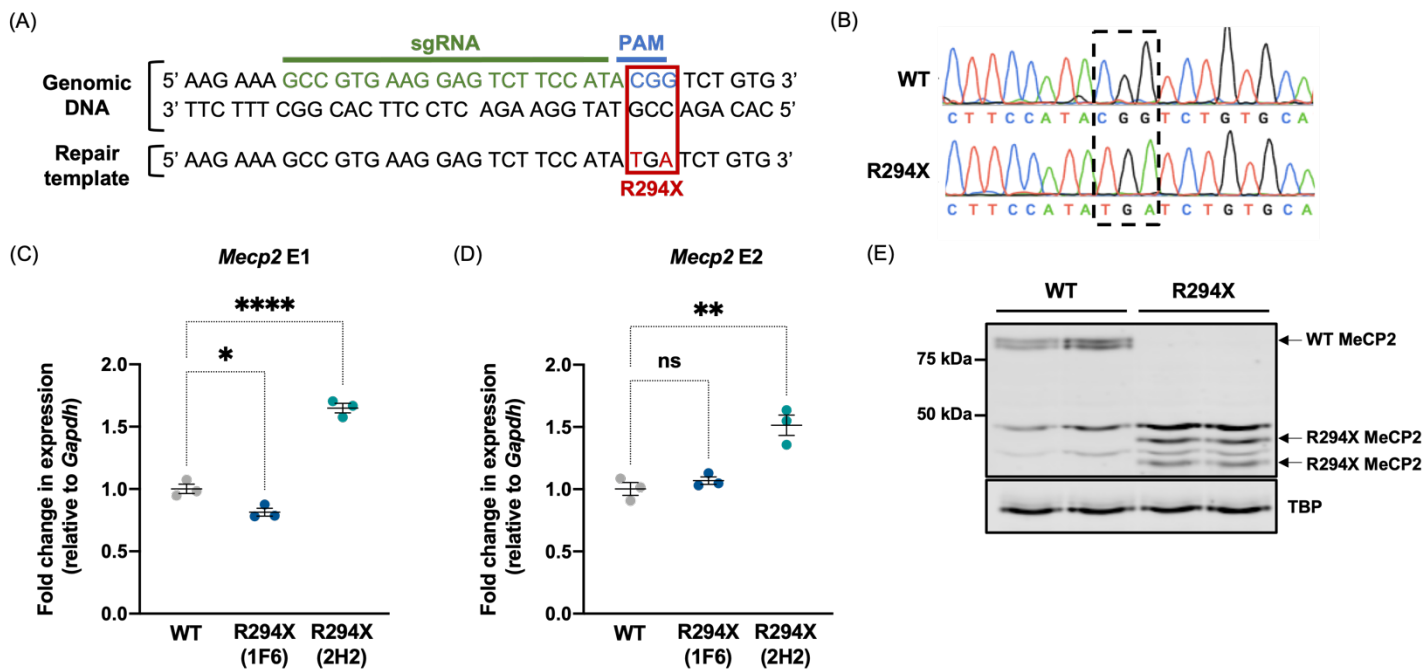 (A)
sgRNA PAM
Genomic DNA
5’ AAG AAA GCC GTG AAG GAG TCT TCC ATA CGG TCT GTG 3’
3’ TTC TTT CGG CAC TTC CTC AGA AGG TAT GCC AGA CAC 5’
Repair template
5’ AAG AAA GCC GTG AAG GAG TCT TCC ATA TGA TCT GTG 3’
R294X
(B)
WT
C T T C C A T A C G G T C T G T G C A
R294X
C T T C C A T A T G A T C T G T G C A
(C)
Mecp2 E1
****
*
Fold change in expression
(relative to Gapdh)
2.0
1.5
1.0
0.5
0.0
WT
R294X
(1F6)
R294X
(2H2)
(D)
Mecp2 E2
**
ns
Fold change in expression
(relative to Gapdh)
2.0
1.5
1.0
0.5
0.0
WT
R294X
(1F6)
R294X
(2H2)
(E)
WT R294X
75 kDa
50 kDa
WT MeCP2
R294X MeCP2
R294X MeCP2
TBP